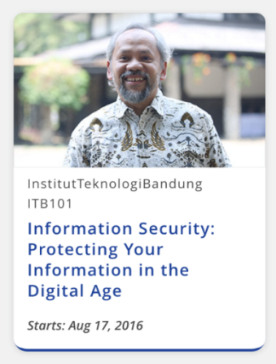 InstitutTeknologiBandung
ITB101
Information Security:
Protecting Your
Information in the
Digital Age
Starts: Aug 17, 2016